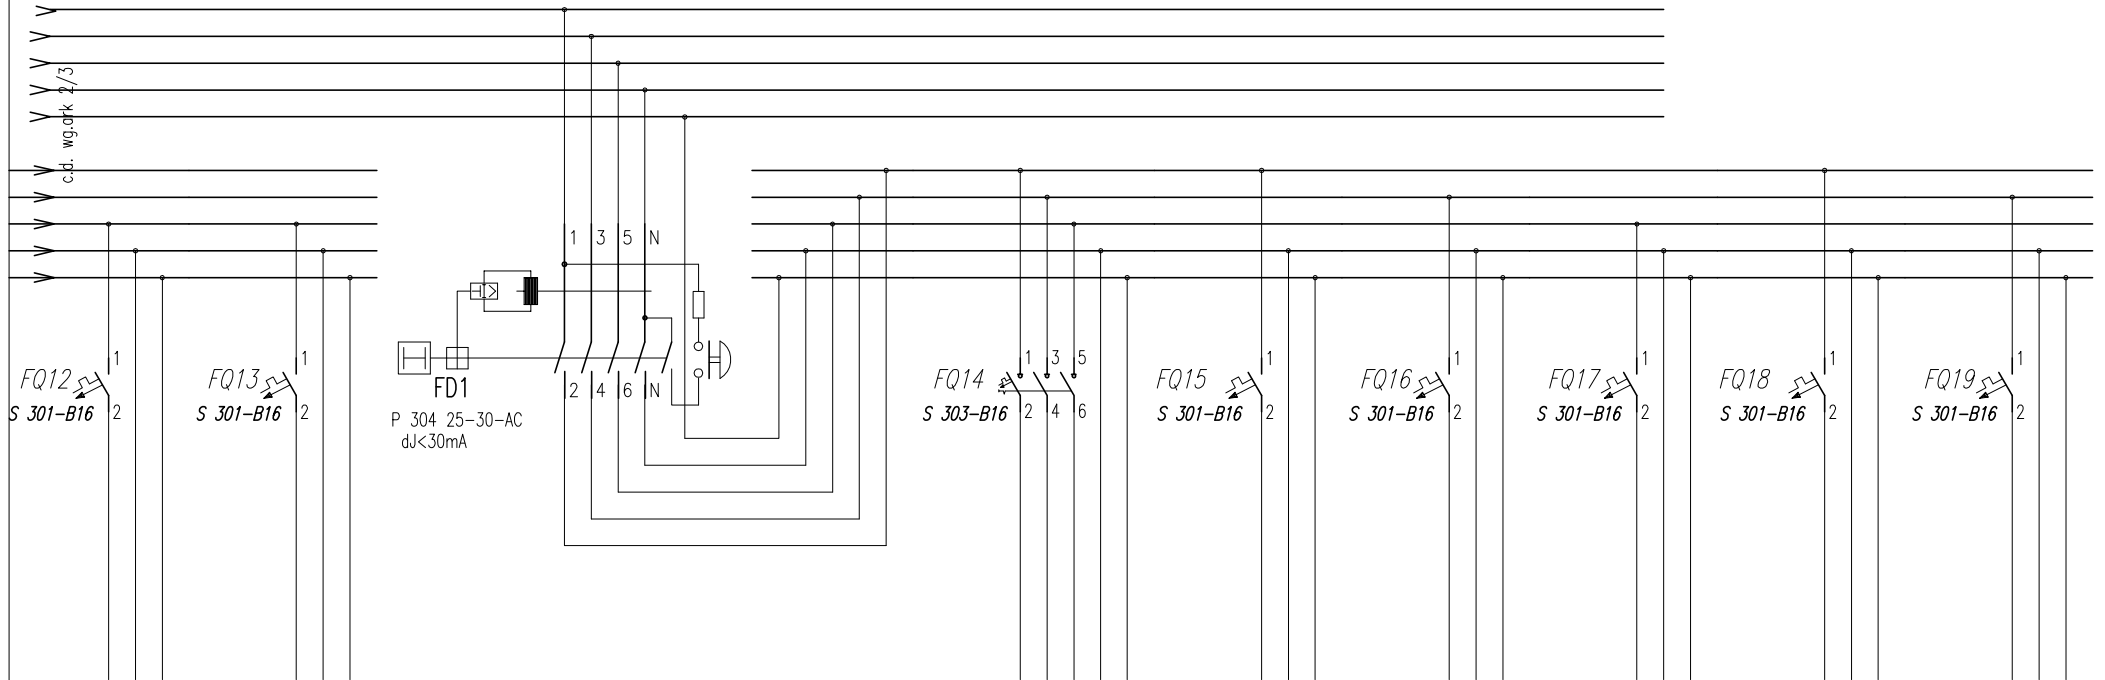 c.d. wg.ark 2/3
1 3 5 N
1
FQ12
S 301-B16
2
1
FQ13
S 301-B16
2
FD1
P 304 25-30-AC
dJ<30mA
2 4 6 N
1 3 5
FQ14
S 303-B16
2 4 6
1
FQ15
S 301-B16
2
1
FQ16
S 301-B16
2
1
FQ17
S 301-B16
2
1
FQ18
S 301-B16
2
1
FQ19
S 301-B16
2